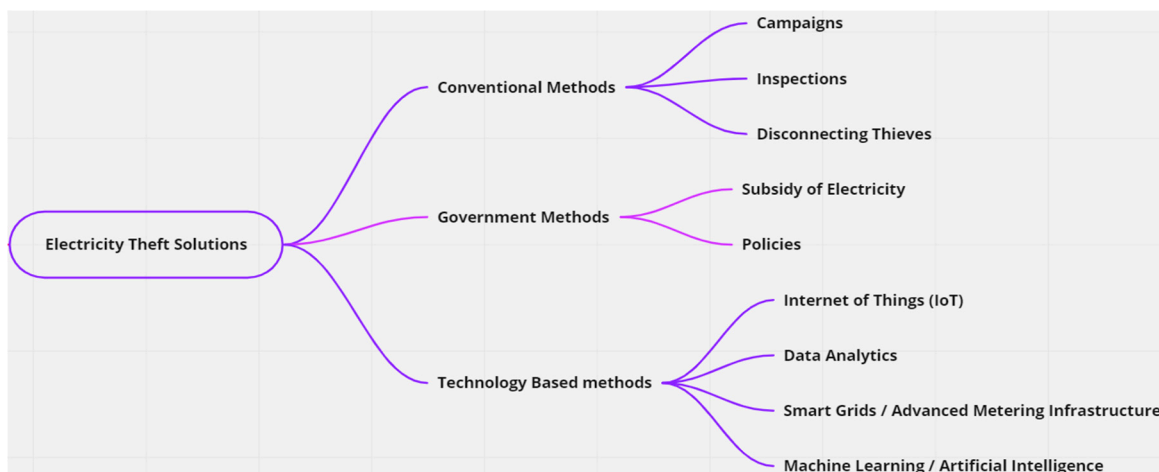 Campaigns
Conventional Methods
Inspections
Disconnecting Thieves
Electricity Theft Solutions
Government Methods
Subsidy of Electricity
Policies
Technology Based methods
Internet of Things (IoT)
Data Analytics
Smart Grids / Advanced Metering Infrastructure
Machine Learning / Artificial Intelligence